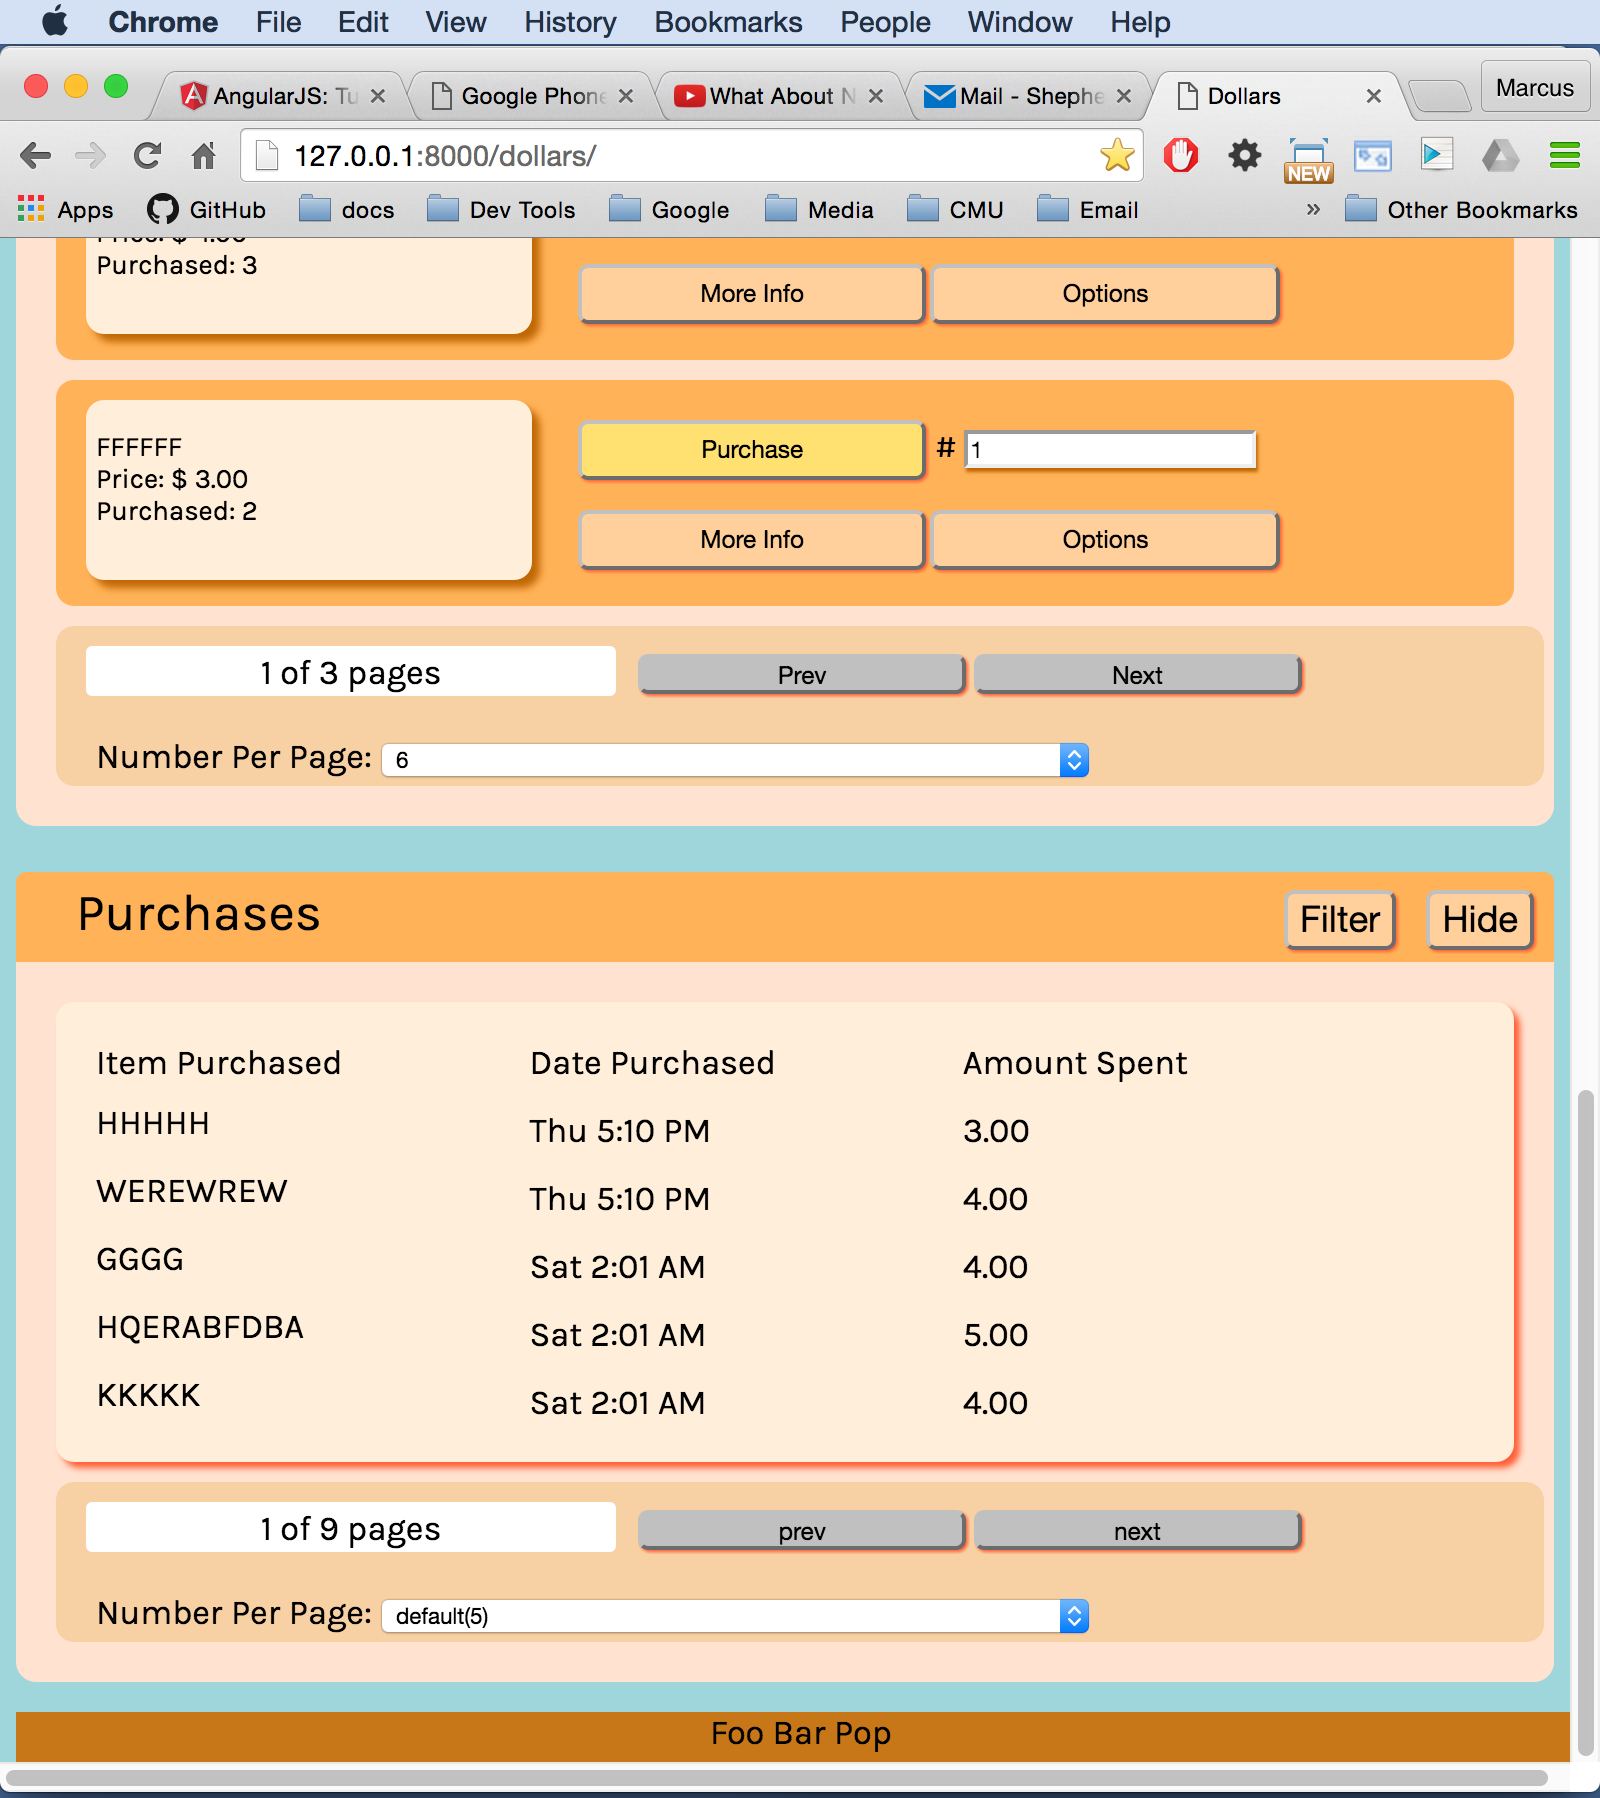 Chrome File Edit View History Bookmarks People Window Help
AngularJS: Tu Google Phone What About N Mail - Shephe Dollars Marcus
127.0.0.1:8000/dollars/
NEW
Apps GitHub docs Dev Tools Google Media CMU Email » Other Bookmarks
Purchased: 3
More Info Options
FFFFFF
Price: $ 3.00
Purchased: 2
Purchase # 1
More Info Options
1 of 3 pages Prev Next
Number Per Page: 6
Purchases Filter Hide
Item Purchased Date Purchased Amount Spent
HHHHH Thu 5:10 PM 3.00
WEREWREW Thu 5:10 PM 4.00
GGGG Sat 2:01 AM 4.00
HQERABFDBA Sat 2:01 AM 5.00
KKKKK Sat 2:01 AM 4.00
1 of 9 pages prev next
Number Per Page: default(5)
Foo Bar Pop